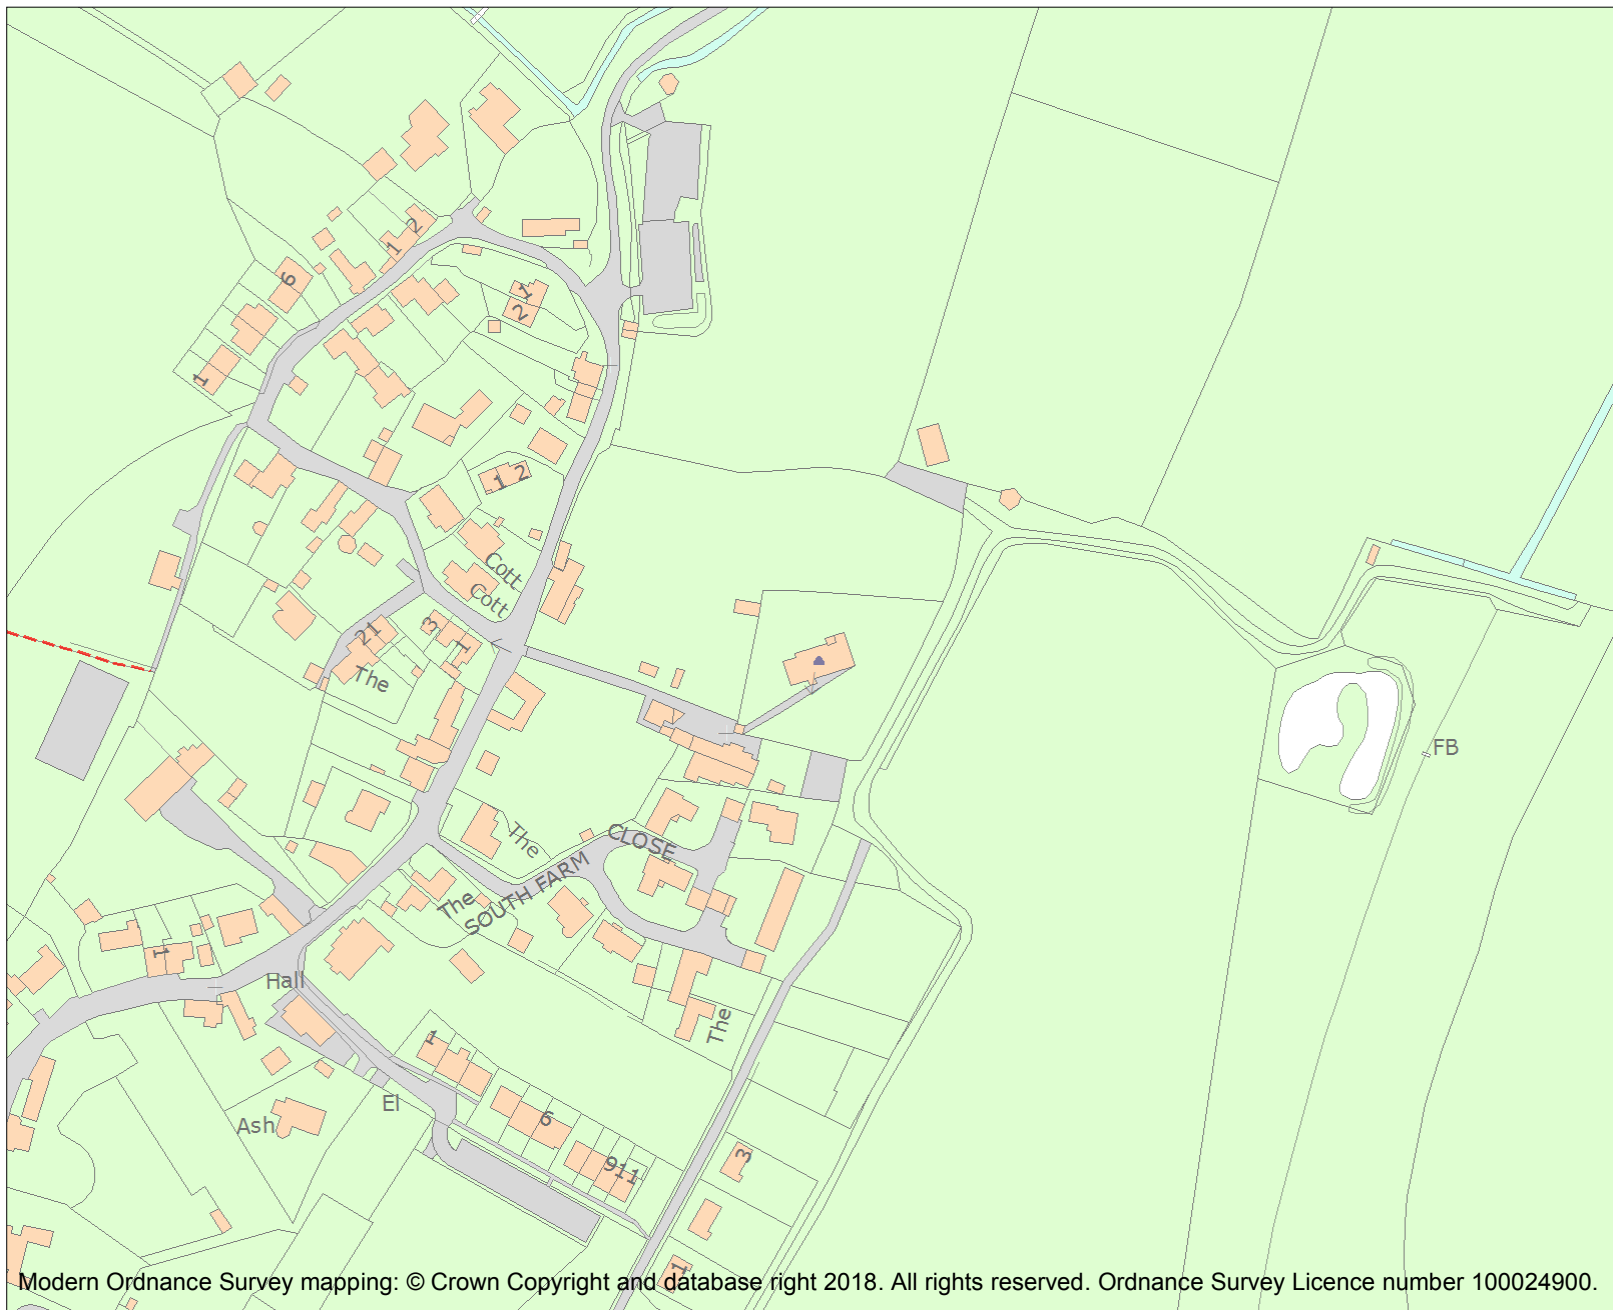 1 2
6
1
2
1
1 2
Cott
Cott
3
1
21
The
FB
CLOSE
The
SOUTH FARM
The
1
Hall
The
1
El
6
Ash
911
3
1
Modern Ordnance Survey mapping: © Crown Copyright and database right 2018. All rights reserved. Ordnance Survey Licence number 100024900.